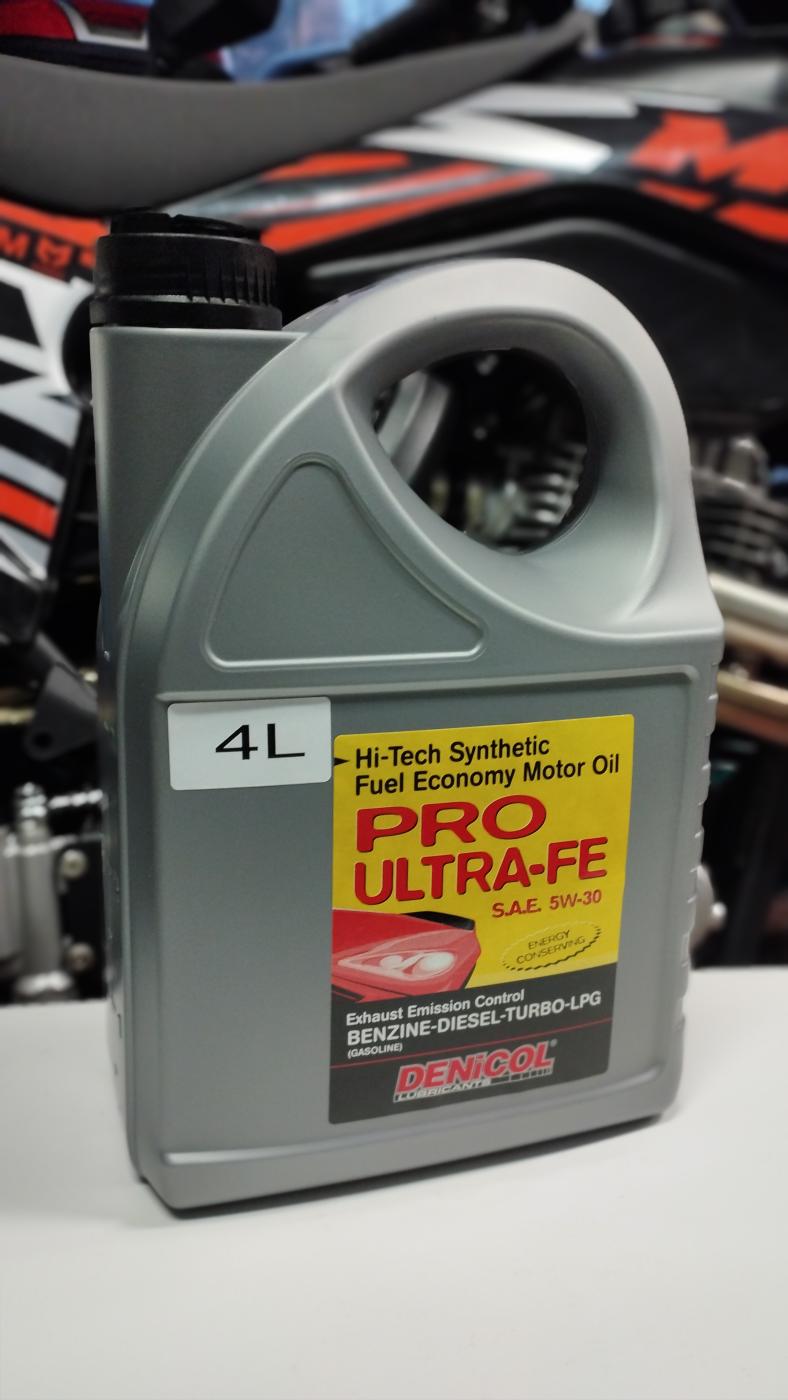 4L
Hi-Tech Synthetic
Fuel Economy Motor Oil
PRO
ULTRA-FE
S.A.E. 5W-30
ENERGY
CONSERVING
Exhaust Emission Control
BENZINE-DIESEL-TURBO-LPG
(GASOLINE)
DENiCOL®
LUBRICANTS